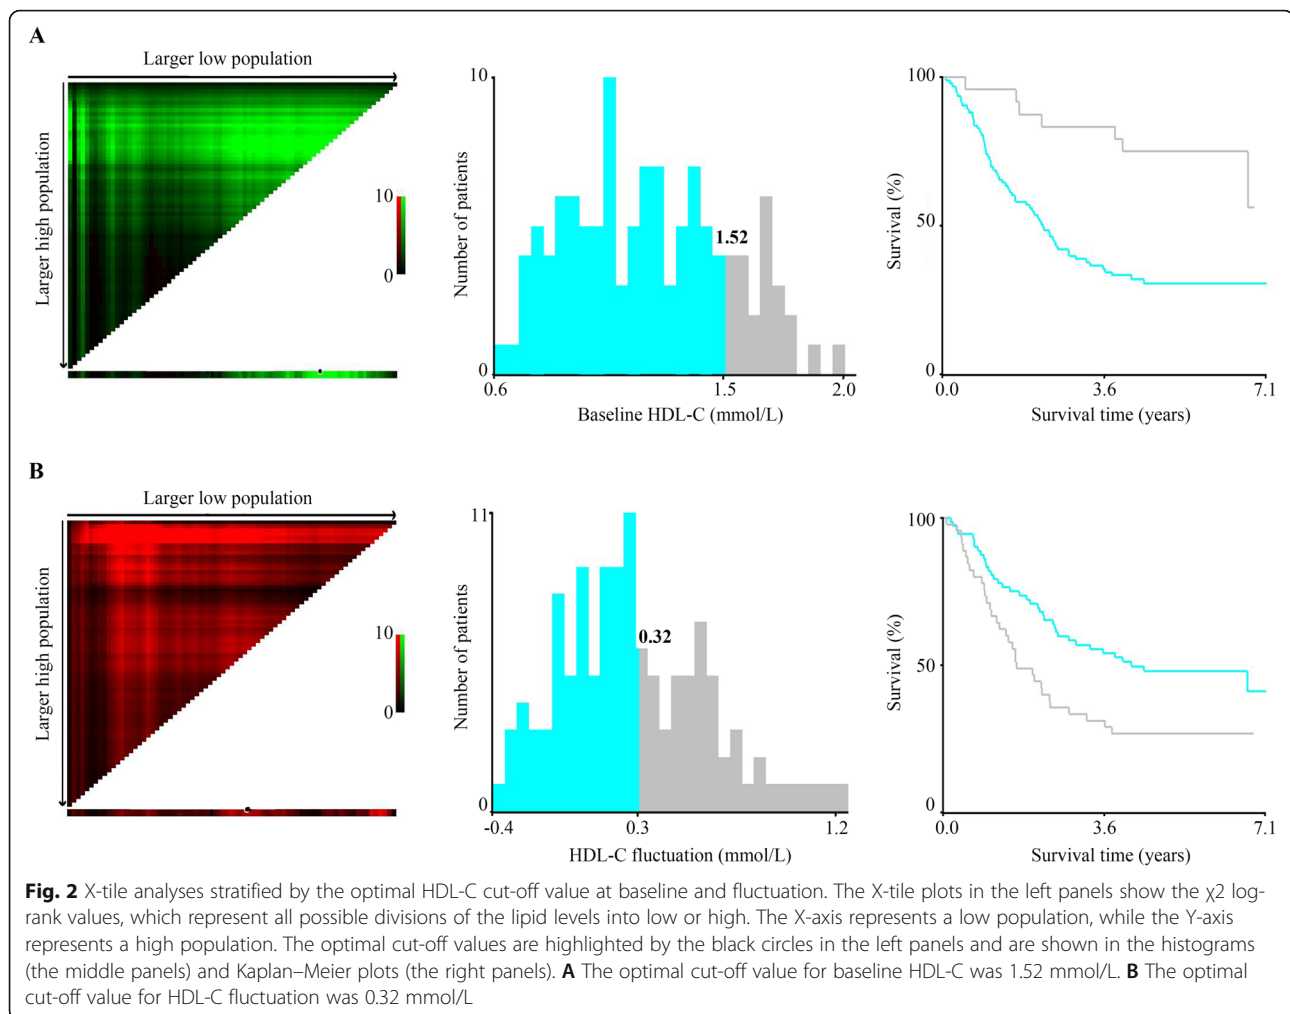 A
Larger low population
Larger high population
10
0
10
Number of patients
1.52
0
0.6
1.5
2.0
Baseline HDL-C (mmol/L)
100
Survival (%)
50
0
0.0
3.6
7.1
Survival time (years)
B
Larger low population
Larger high population
10
0
11
Number of patients
0.32
0
-0.4
0.3
1.2
HDL-C fluctuation (mmol/L)
100
Survival (%)
50
0
0.0
3.6
7.1
Survival time (years)
Fig. 2 X-tile analyses stratified by the optimal HDL-C cut-off value at baseline and fluctuation. The X-tile plots in the left panels show the χ2 log-
rank values, which represent all possible divisions of the lipid levels into low or high. The X-axis represents a low population, while the Y-axis
represents a high population. The optimal cut-off values are highlighted by the black circles in the left panels and are shown in the histograms
(the middle panels) and Kaplan–Meier plots (the right panels). A The optimal cut-off value for baseline HDL-C was 1.52 mmol/L. B The optimal
cut-off value for HDL-C fluctuation was 0.32 mmol/L